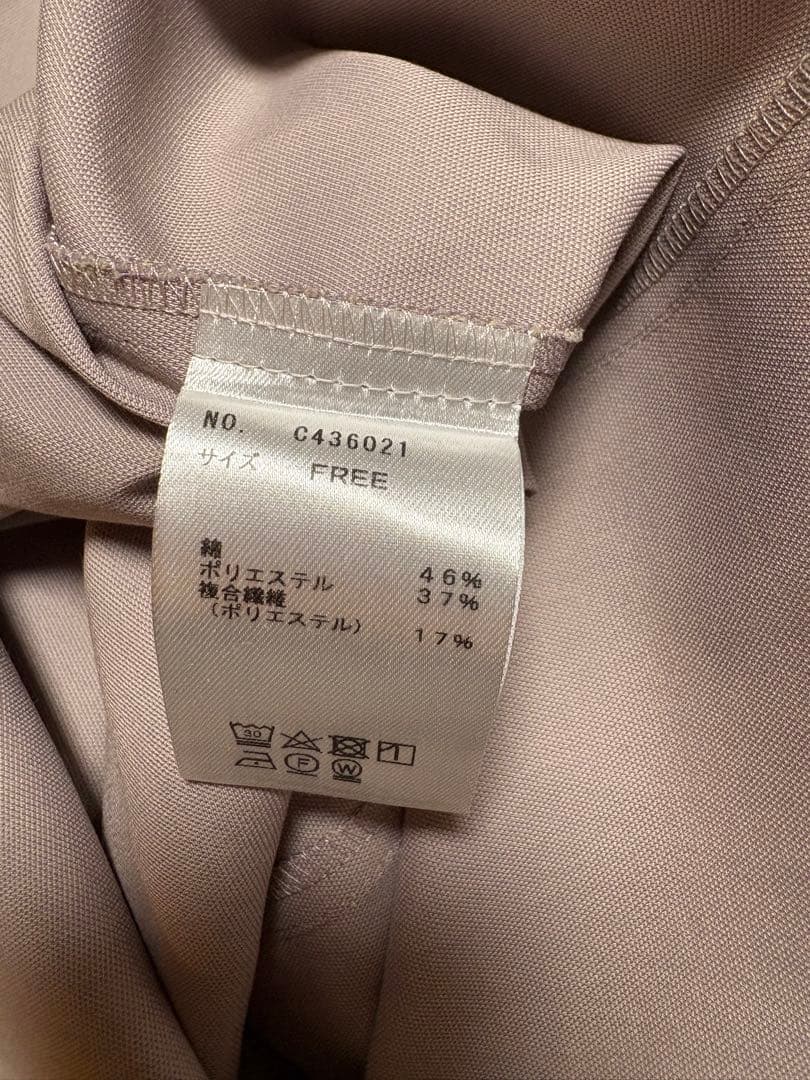 NO. C436021
サイズ FREE
綿 46%
ポリエステル 37%
複合繊維
(ポリエステル) 17%
30
F W